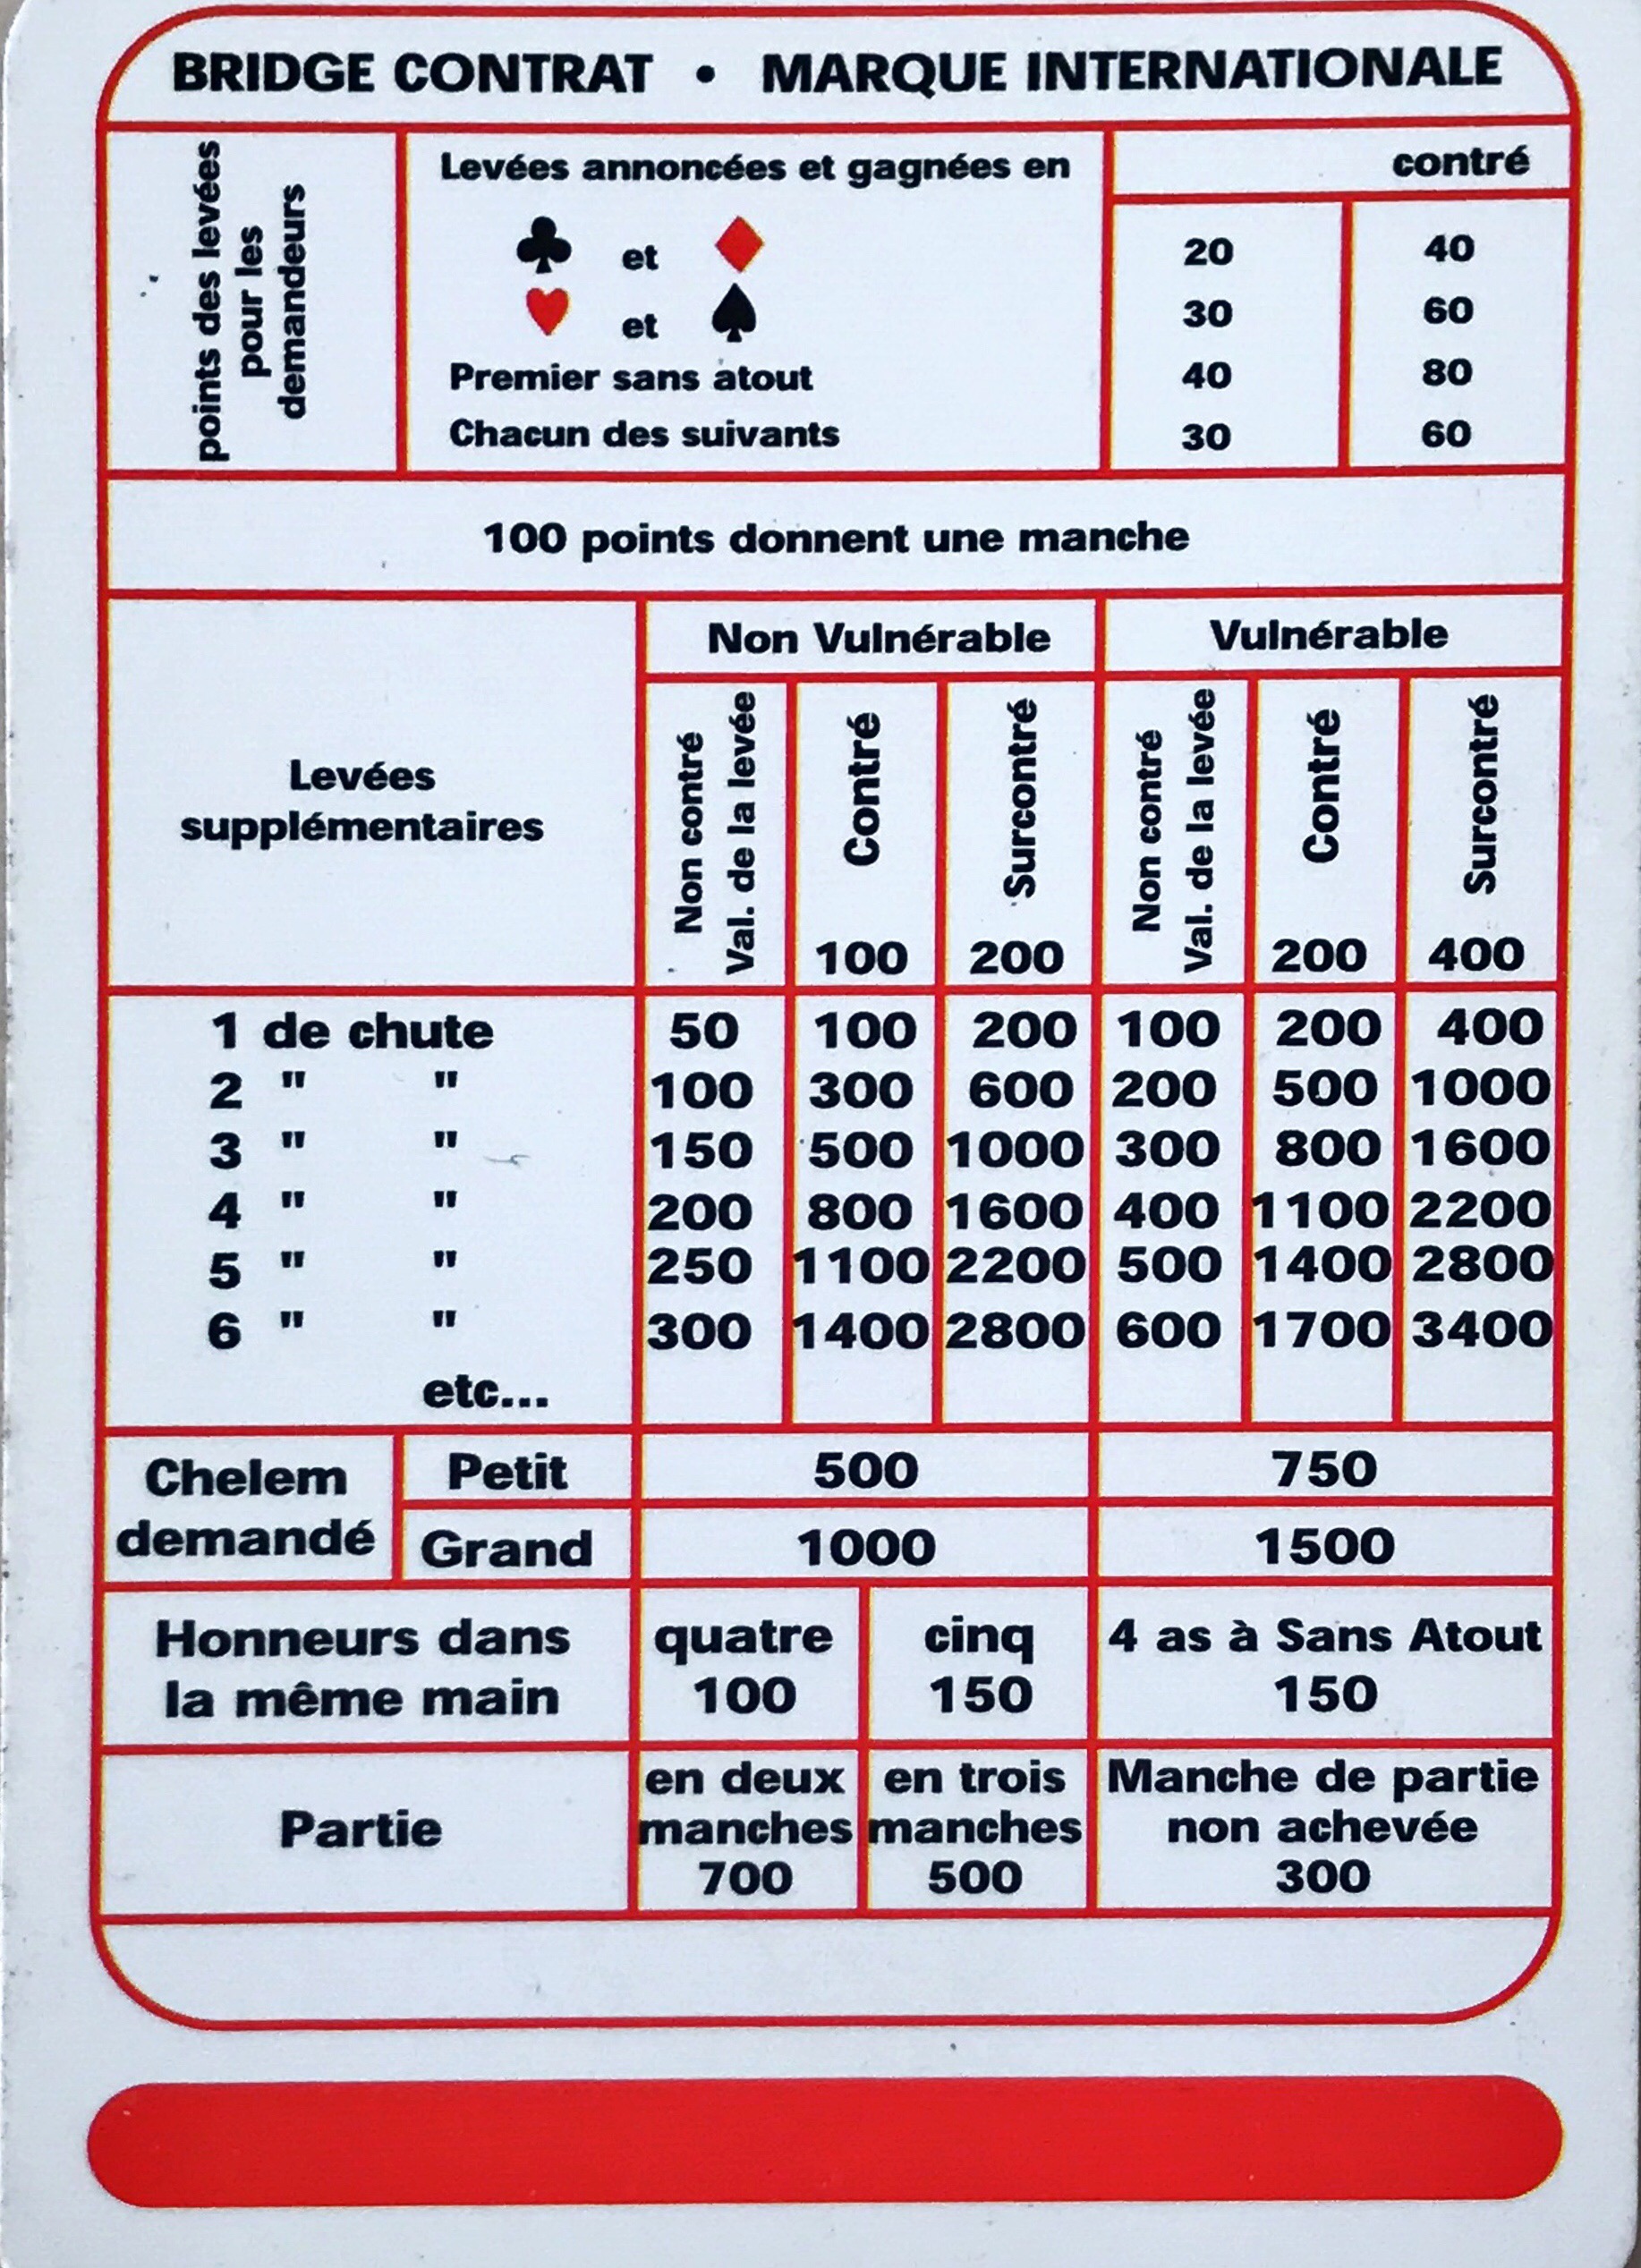 BRIDGE CONTRAT • MARQUE INTERNATIONALE
points des levées
pour les
demandeurs
Levées annoncées et gagnées en
contré
♣ et ♦ 20 40
♥ et ♠ 30 60
Premier sans atout 40 80
Chacun des suivants 30 60
100 points donnent une manche
Non Vulnérable Vulnérable
Levées
supplémentaires
Non contré
Val. de la levée
Contré
100
Surcontré
200
Non contré
Val. de la levée
Contré
200
Surcontré
400
1 de chute 50 100 200 100 200 400
2 " " 100 300 600 200 500 1000
3 " " 150 500 1000 300 800 1600
4 " " 200 800 1600 400 1100 2200
5 " " 250 1100 2200 500 1400 2800
6 " " 300 1400 2800 600 1700 3400
etc...
Chelem
demandé
Petit 500 750
Grand 1000 1500
Honneurs dans
la même main
quatre
100
cinq
150
4 as à Sans Atout
150
Partie
en deux
manches
700
en trois
manches
500
Manche de partie
non achevée
300